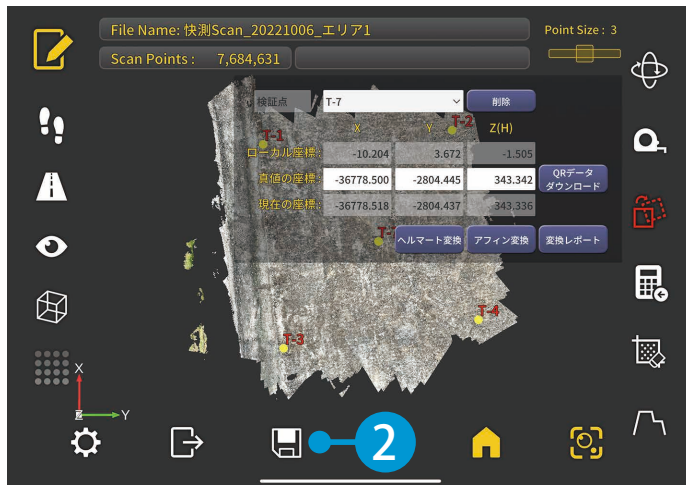 File Name: 快測Scan_20221006_エリア1
Point Size : 3
Scan Points : 7,684,631
検証点 T-7 削除
T-1 X Y T-2 Z(H)
ローカル座標 : -10.204 3.672 -1.505
真値の座標 : -36778.500 -2804.445 343.342 QRデータ
ダウンロード
現在の座標 : -36778.518 -2804.437 343.336
ヘルマート変換 アフィン変換 変換レポート
T-4
T-3
X
Z Y
2